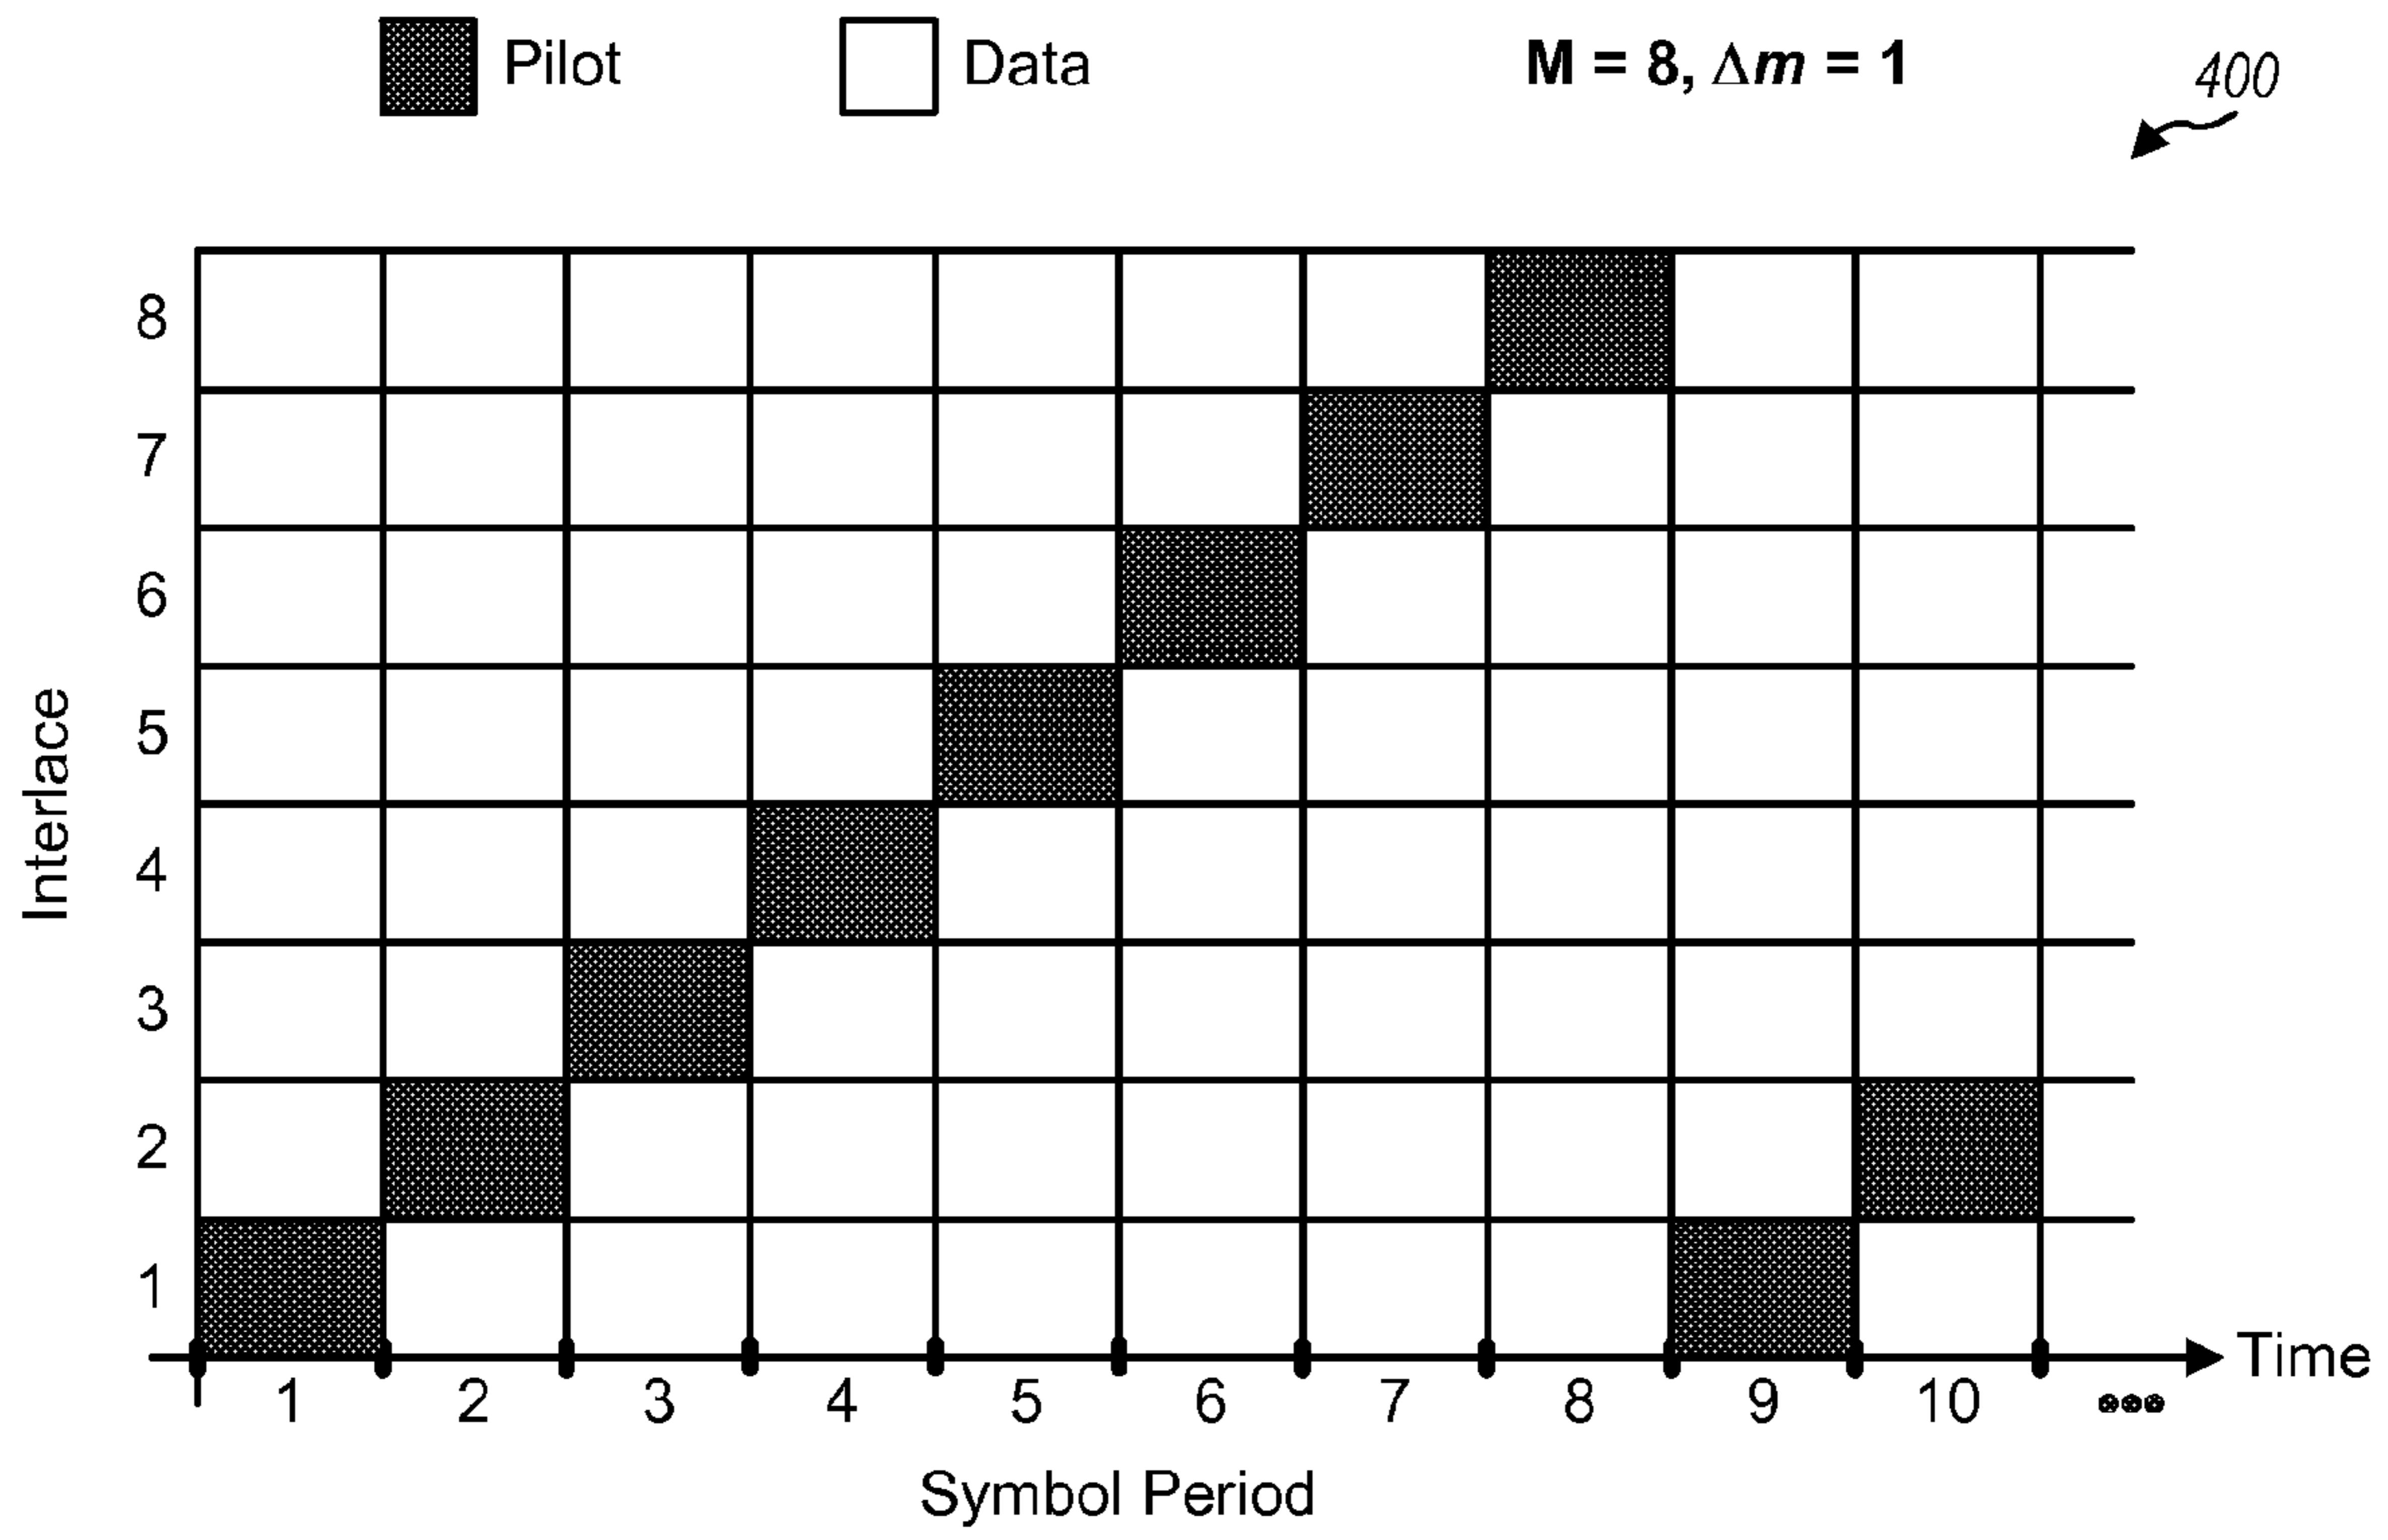 Pilot
Data
M = 8, Δm = 1
400
Interlace
8
7
6
5
4
3
2
1
1 2 3 4 5 6 7 8 9 10 •••
Time
Symbol Period